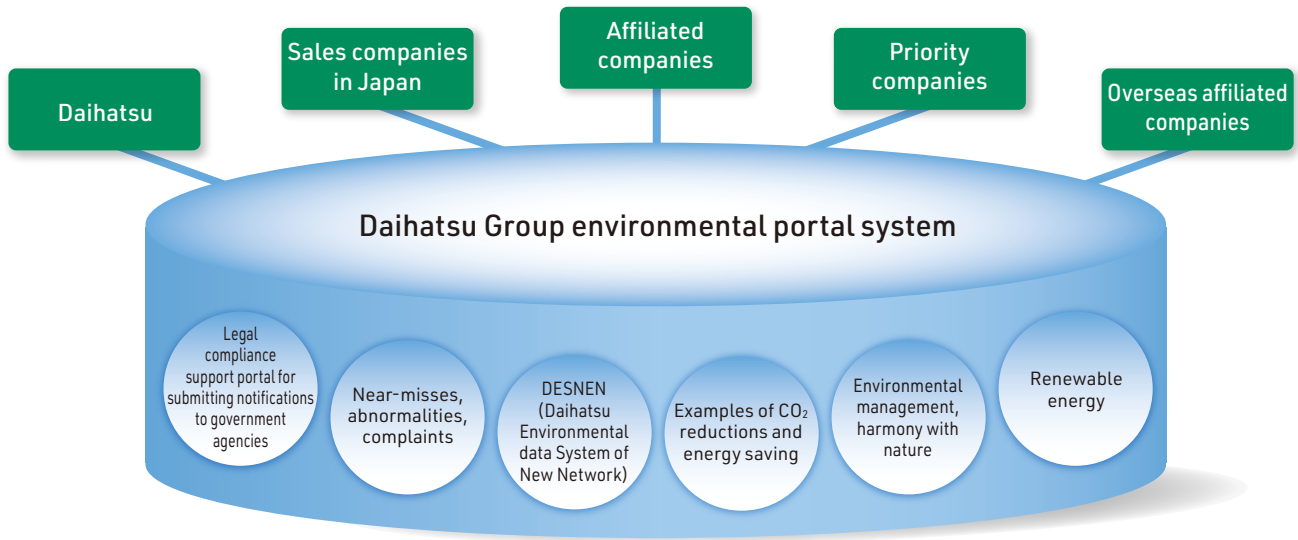 Daihatsu
Sales companies
in Japan
Affiliated
companies
Priority
companies
Overseas affiliated
companies
Daihatsu Group environmental portal system
Legal
compliance
support portal for
submitting notifications
to government
agencies
Near-misses,
abnormalities,
complaints
DESNEN
(Daihatsu
Environmental
data System of
New Network)
Examples of CO₂
reductions and
energy saving
Environmental
management,
harmony with
nature
Renewable
energy